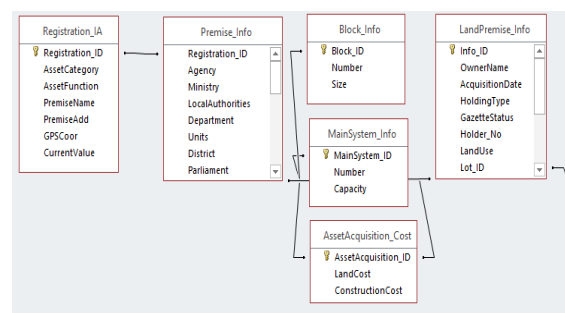 Registration_IA
Registration_ID
AssetCategory
AssetFunction
PremiseName
PremiseAdd
GPSCoor
CurrentValue
Premise_Info
Registration_ID
Agency
Ministry
LocalAuthorities
Department
Units
District
Parliament
Block_Info
Block_ID
Number
Size
MainSystem_Info
MainSystem_ID
Number
Capacity
AssetAcquisition_Cost
AssetAcquisition_ID
LandCost
ConstructionCost
LandPremise_Info
Info_ID
OwnerName
AcquisitionDate
HoldingType
GazetteStatus
Holder_No
LandUse
Lot_ID